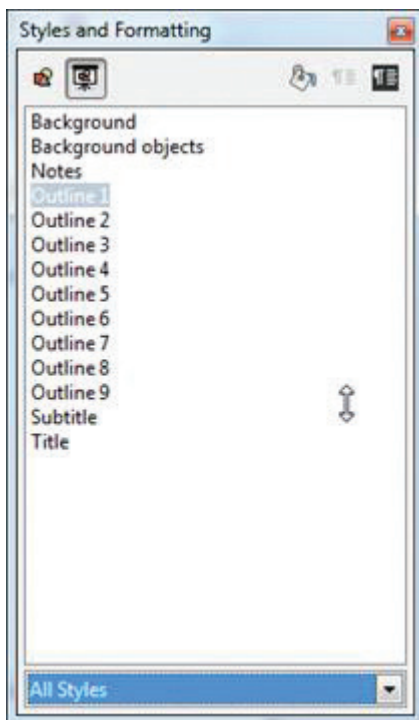 Styles and Formatting
Background
Background objects
Notes
Outline 1
Outline 2
Outline 3
Outline 4
Outline 5
Outline 6
Outline 7
Outline 8
Outline 9
Subtitle
Title
All Styles